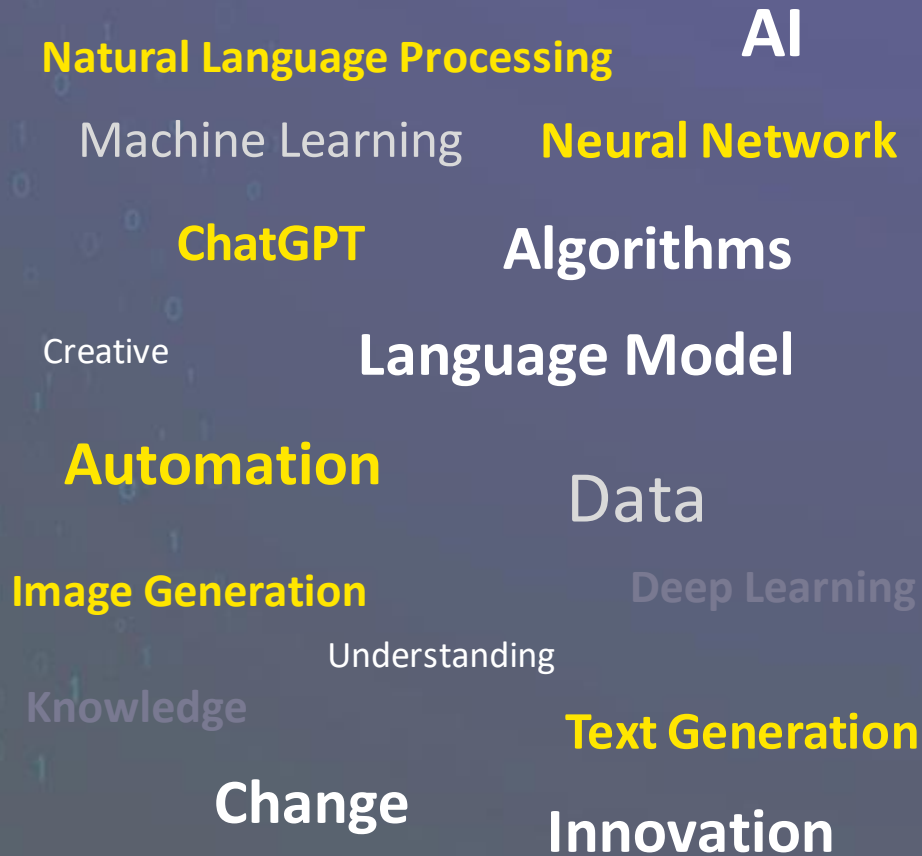 AI
Natural Language Processing
Machine Learning
Neural Network
ChatGPT
Algorithms
Creative
Language Model
Automation
Data
Image Generation
Deep Learning
Understanding
Knowledge
Text Generation
Change
Innovation